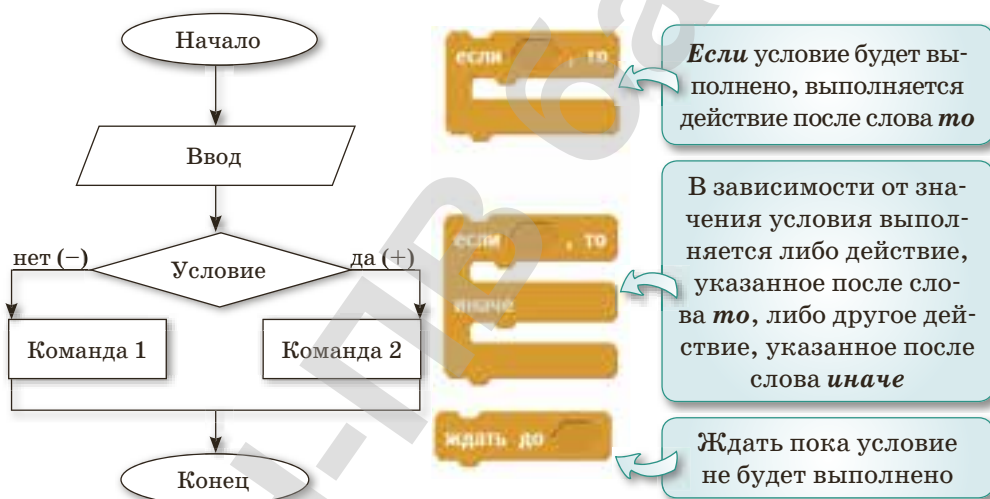 Начало
Ввод
нет (−)
Условие
да (+)
Команда 1
Команда 2
Конец
если , то
Если условие будет вы-
полнено, выполняется
действие после слова то
если , то
иначе
В зависимости от зна-
чения условия выпол-
няется либо действие,
указанное после сло-
ва то, либо другое дей-
ствие, указанное после
слова иначе
ждать до
Ждать пока условие
не будет выполнено